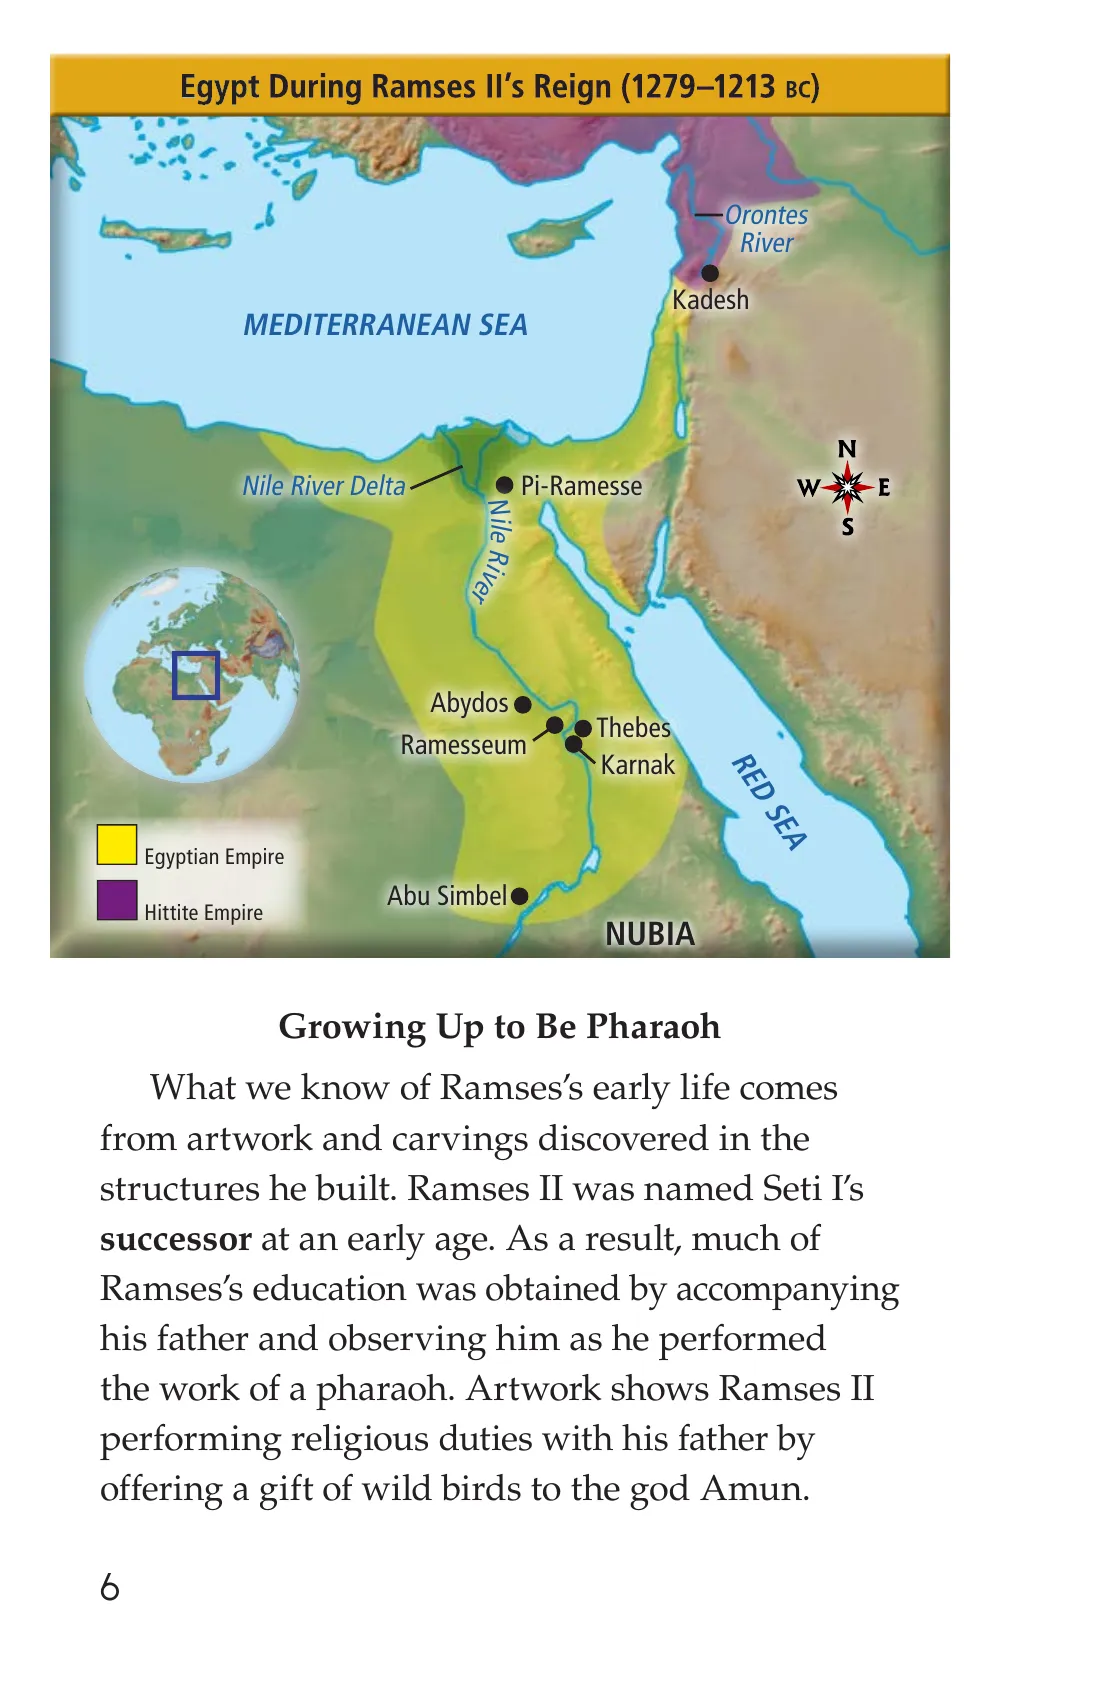 Egypt During Ramses II's Reign (1279–1213 BC)
Orontes
River
Kadesh
MEDITERRANEAN SEA
N
W
E
S
Nile River Delta
Pi-Ramesse
Nile River
Abydos
Ramesseum
Thebes
Karnak
RED SEA
Egyptian Empire
Hittite Empire
Abu Simbel
NUBIA
Growing Up to Be Pharaoh
What we know of Ramses’s early life comes
from artwork and carvings discovered in the
structures he built. Ramses II was named Seti I’s
successor at an early age. As a result, much of
Ramses’s education was obtained by accompanying
his father and observing him as he performed
the work of a pharaoh. Artwork shows Ramses II
performing religious duties with his father by
offering a gift of wild birds to the god Amun.
6